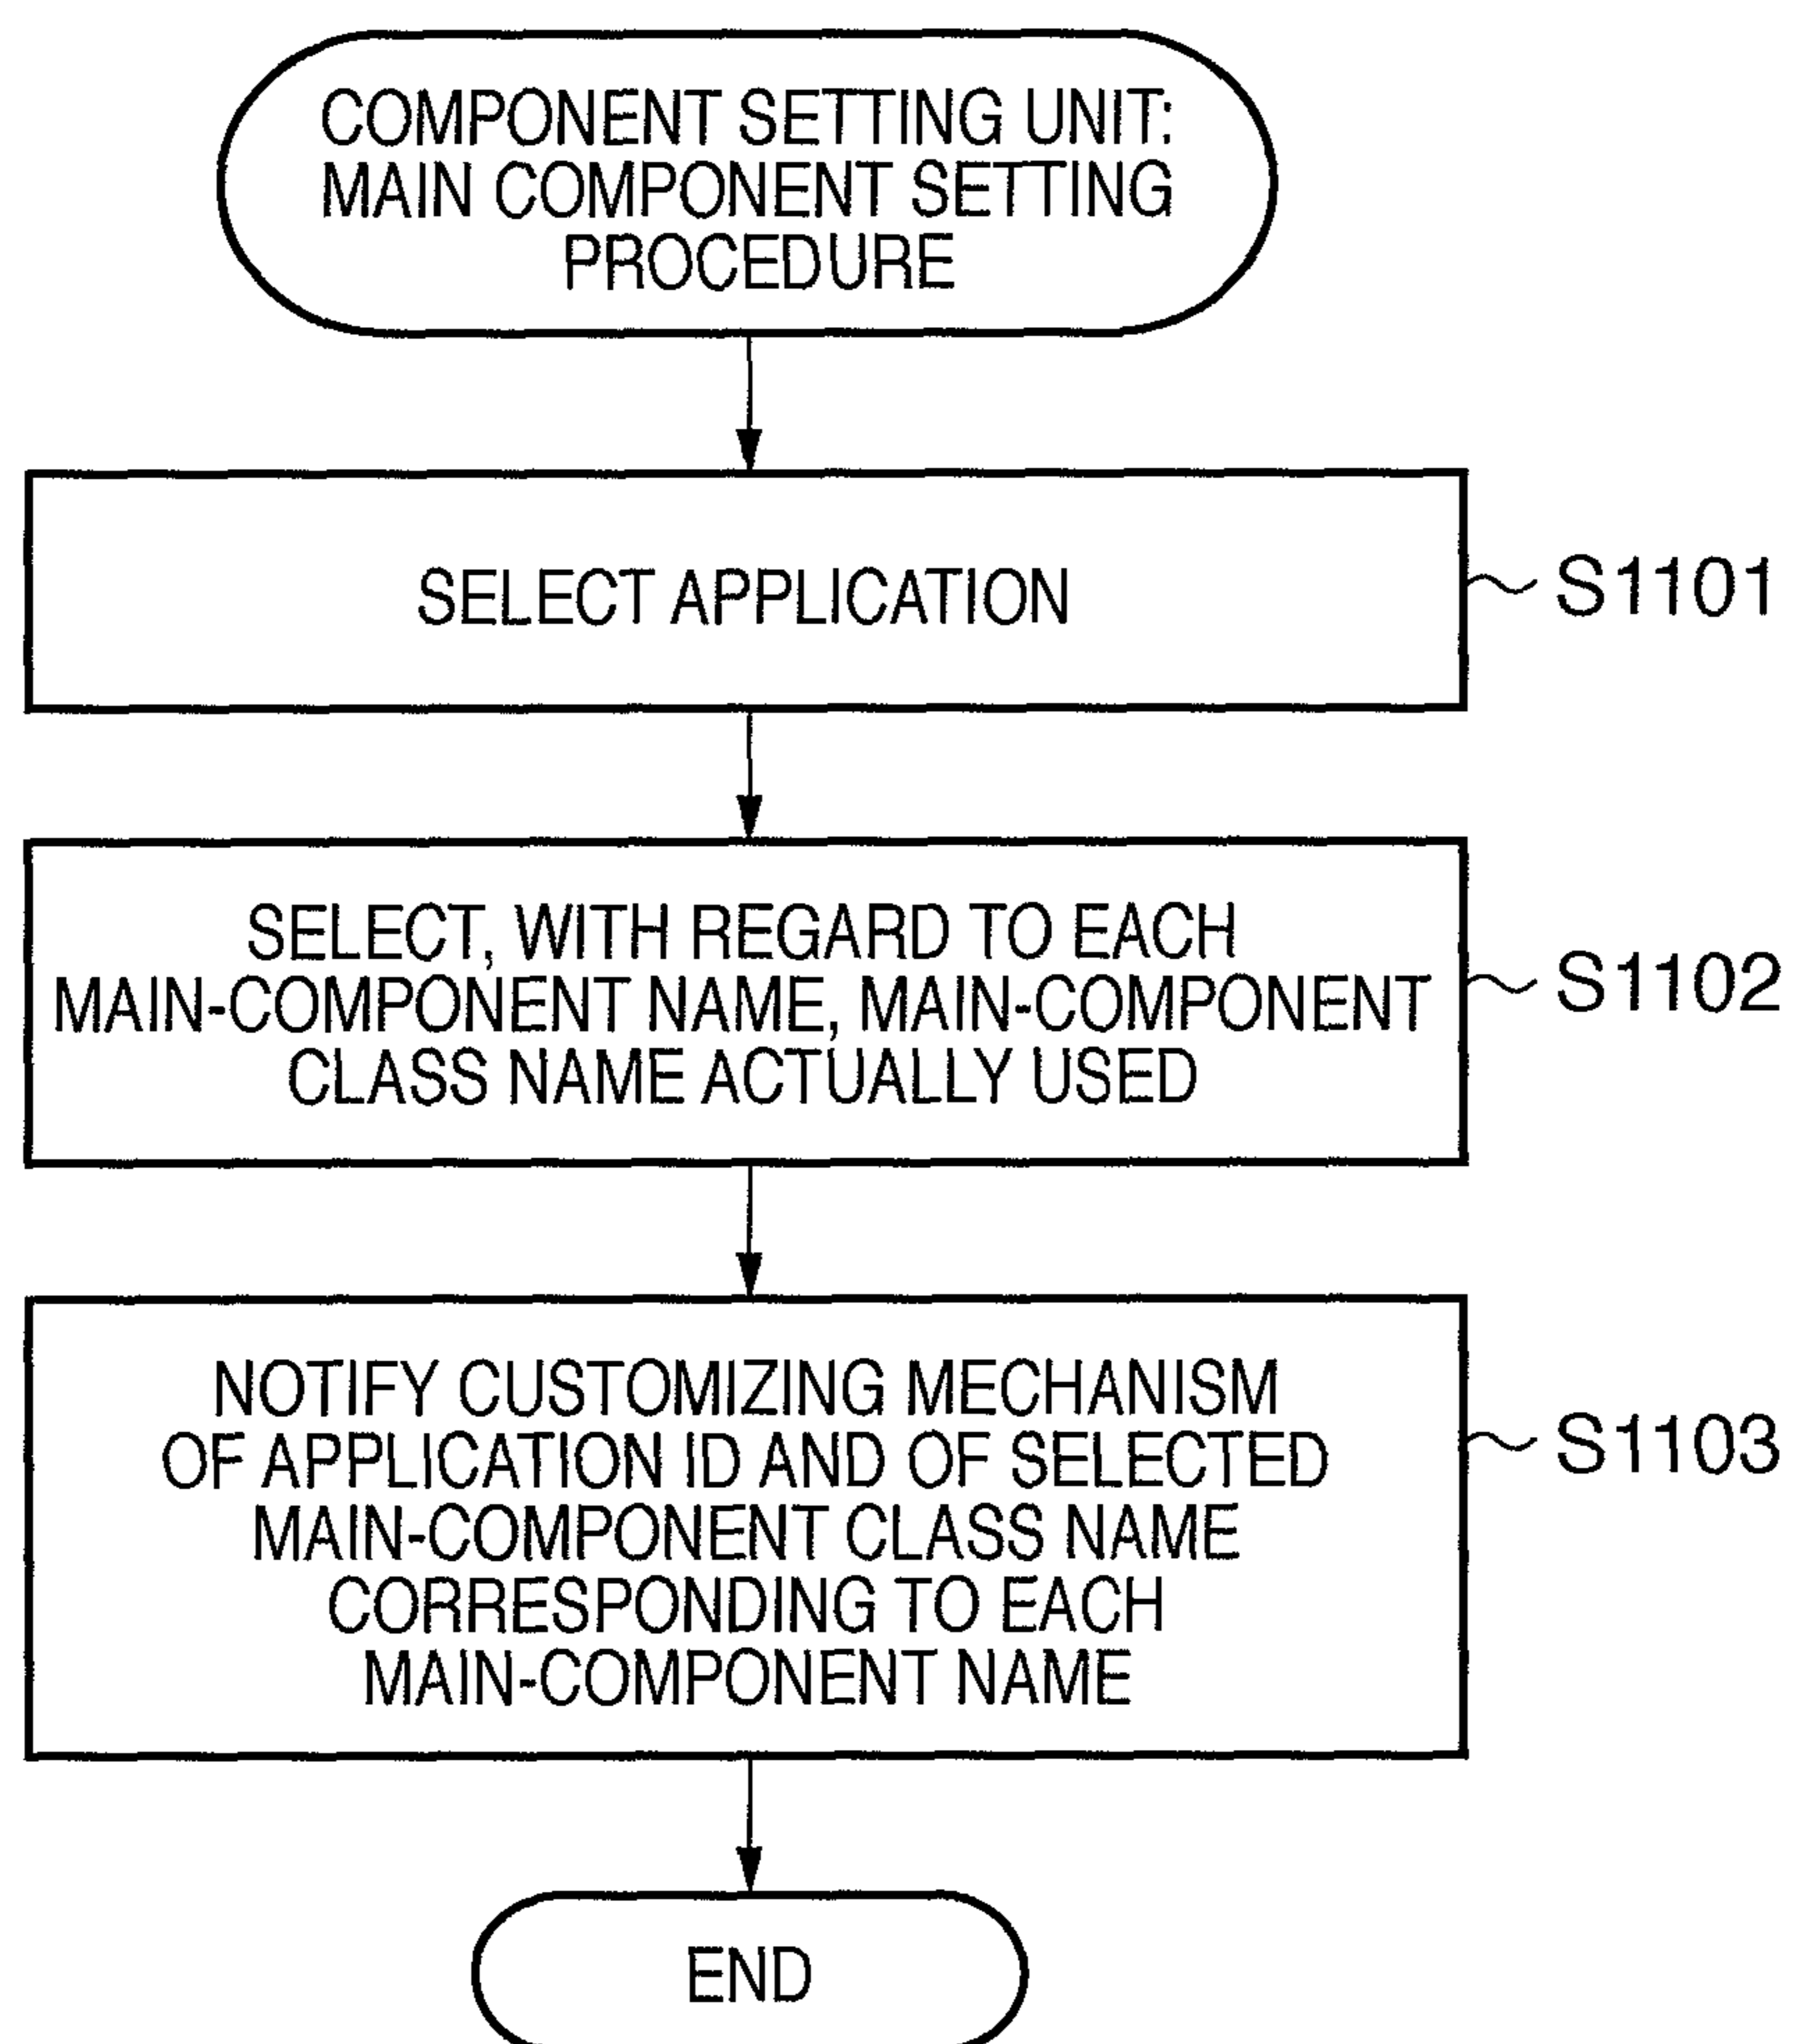 COMPONENT SETTING UNIT:
MAIN COMPONENT SETTING
PROCEDURE
SELECT APPLICATION
S1101
SELECT, WITH REGARD TO EACH
MAIN-COMPONENT NAME, MAIN-COMPONENT
CLASS NAME ACTUALLY USED
S1102
NOTIFY CUSTOMIZING MECHANISM
OF APPLICATION ID AND OF SELECTED
MAIN-COMPONENT CLASS NAME
CORRESPONDING TO EACH
MAIN-COMPONENT NAME
S1103
END